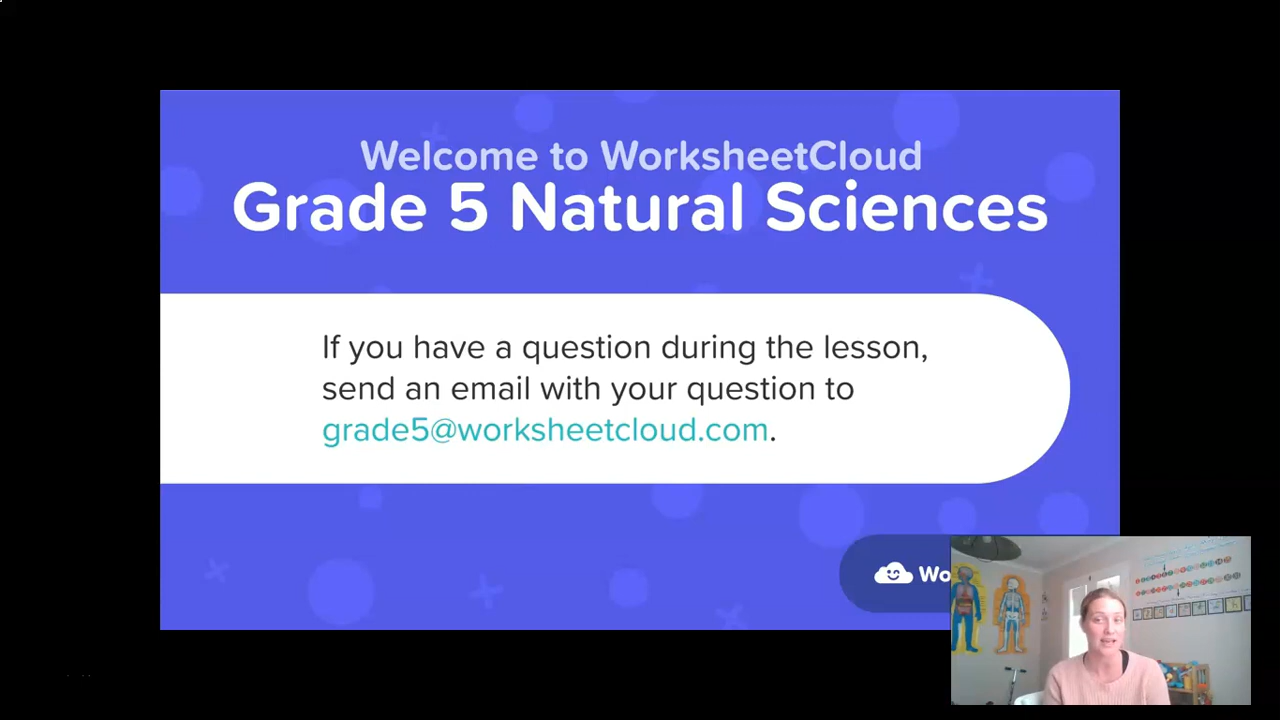 Welcome to WorksheetCloud
Grade 5 Natural Sciences
If you have a question during the lesson,
send an email with your question to
grade5@worksheetcloud.com.
Wo